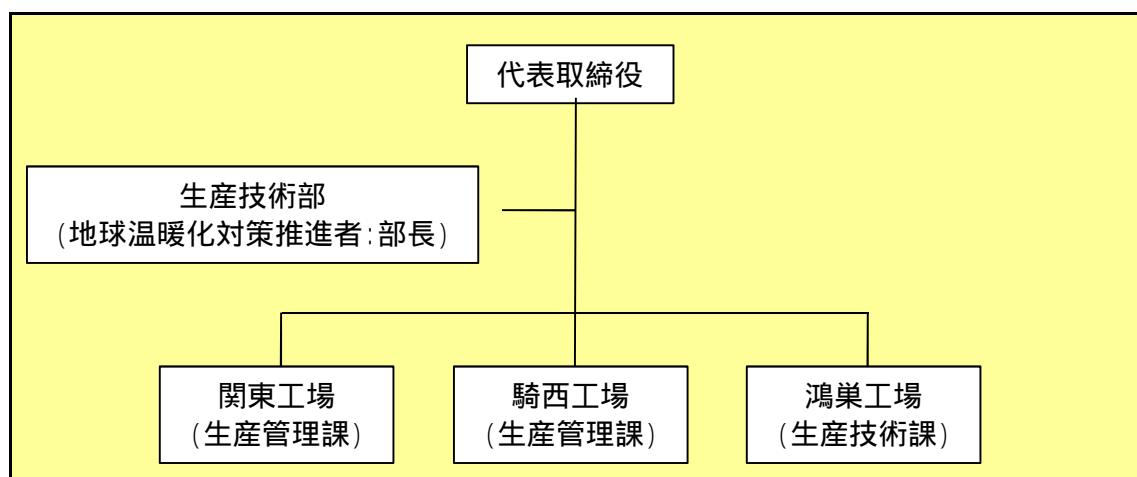 代表取締役
生産技術部
(地球温暖化対策推進者:部長)
関東工場
(生産管理課)
騎西工場
(生産管理課)
鴻巣工場
(生産技術課)